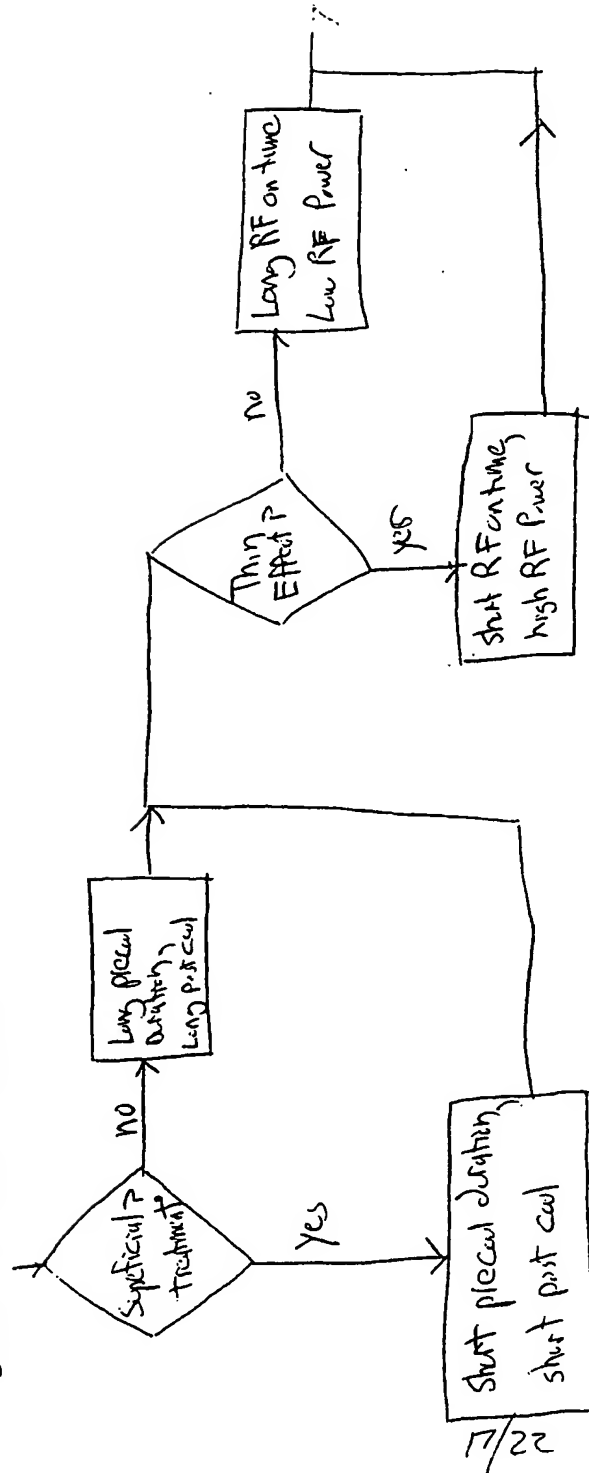 Superficial?
treatment
no
Long precool
Duration,
Long post cool
yes
Short precool duration,
short post cool
Thin
Effect?
no
Long RF on time
Low RF Power
yes
short RF on time,
high RF Power
17/22